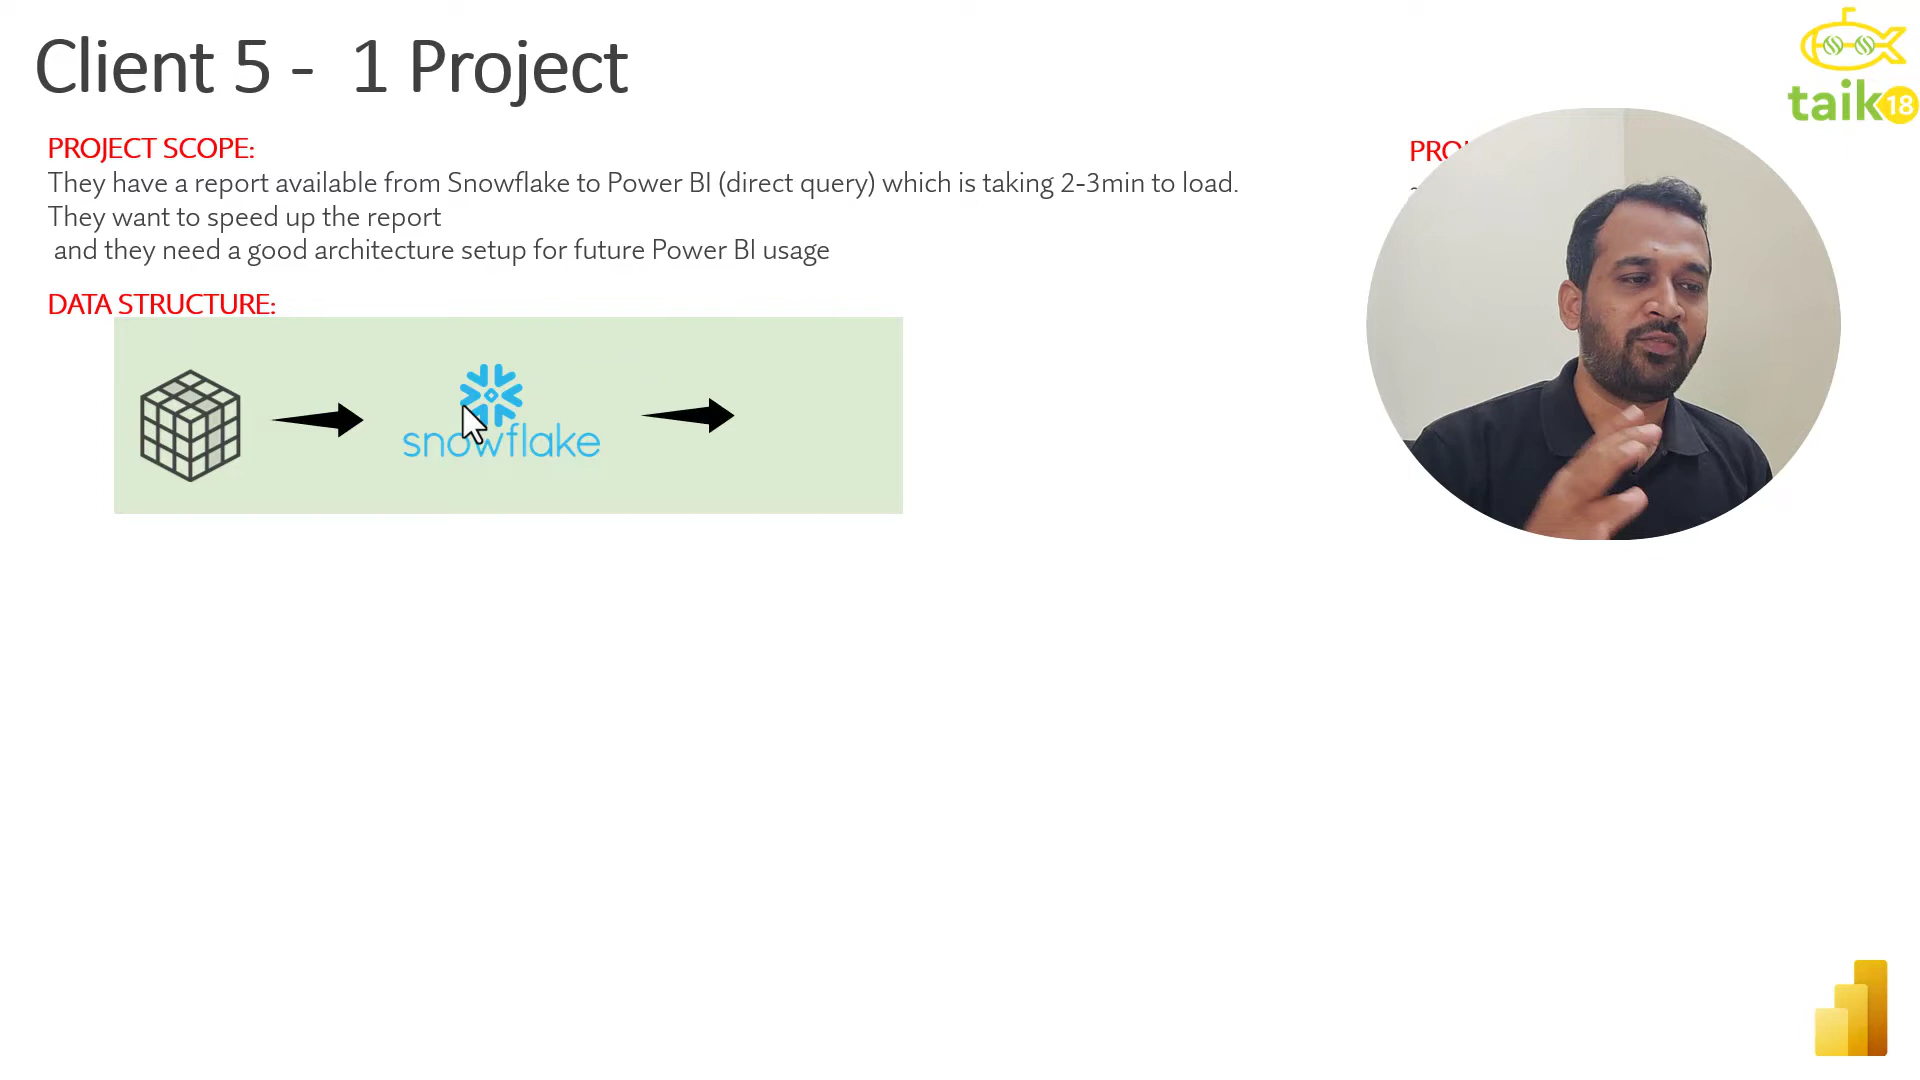 Client 5 -  1 Project
taik18
PROJECT SCOPE:
They have a report available from Snowflake to Power BI (direct query) which is taking 2-3min to load.
They want to speed up the report
and they need a good architecture setup for future Power BI usage
DATA STRUCTURE:
snowflake